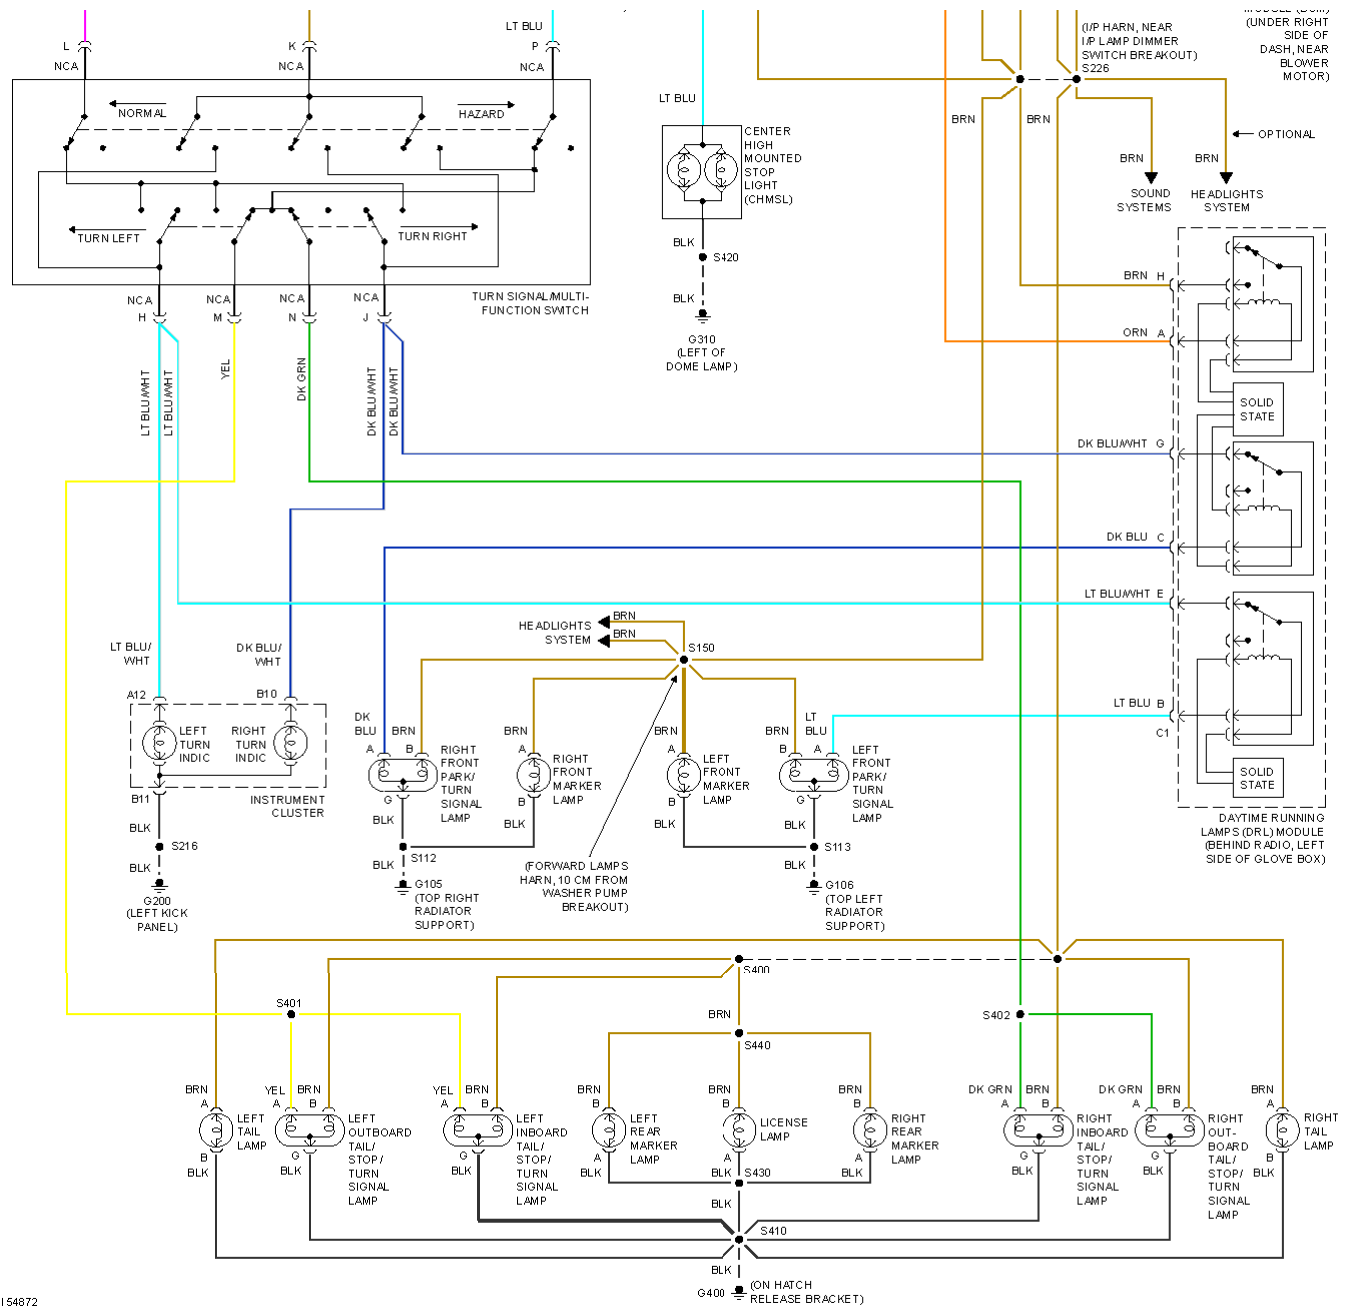 LT BLU
L
K
P
NCA
NCA
NCA
NORMAL
HAZARD
TURN LEFT
TURN RIGHT
TURN SIGNAL/MULTI-
FUNCTION SWITCH
NCA
NCA
NCA
NCA
H
M
N
J
LT BLU/WHT
LT BLU/WHT
YEL
DK GRN
DK BLU/WHT
DK BLU/WHT
LT BLU
CENTER
HIGH
MOUNTED
STOP
LIGHT
(CHMSL)
BLK
S420
BLK
G310
(LEFT OF
DOME LAMP)
(I/P HARN, NEAR
I/P LAMP DIMMER
SWITCH BREAKOUT)
S226
MODULE (BCM)
(UNDER RIGHT
SIDE OF
DASH, NEAR
BLOWER
MOTOR)
BRN
BRN
OPTIONAL
BRN
BRN
SOUND
SYSTEMS
HEADLIGHTS
SYSTEM
BRN H
ORN A
SOLID
STATE
DK BLU/WHT G
DK BLU C
LT BLU/WHT E
LT BLU B
C1
SOLID
STATE
DAYTIME RUNNING
LAMPS (DRL) MODULE
(BEHIND RADIO, LEFT
SIDE OF GLOVE BOX)
HEADLIGHTS
SYSTEM
BRN
BRN
S150
LT BLU/
WHT
DK BLU/
WHT
A12
B10
LEFT
TURN
INDIC
RIGHT
TURN
INDIC
B11
INSTRUMENT
CLUSTER
BLK
S216
BLK
G200
(LEFT KICK
PANEL)
DK
BLU
BRN
A
B
RIGHT
FRONT
PARK/
TURN
SIGNAL
LAMP
G
BLK
S112
BLK
G105
(TOP RIGHT
RADIATOR
SUPPORT)
BRN
A
RIGHT
FRONT
MARKER
LAMP
B
BLK
(FORWARD LAMPS
HARN, 10 CM FROM
WASHER PUMP
BREAKOUT)
BRN
A
LEFT
FRONT
MARKER
LAMP
B
BLK
BRN
LT
BLU
B
A
LEFT
FRONT
PARK/
TURN
SIGNAL
LAMP
G
BLK
S113
BLK
G106
(TOP LEFT
RADIATOR
SUPPORT)
S400
S401
S402
BRN
S440
BRN
A
LEFT
TAIL
LAMP
B
BLK
YEL
BRN
A
B
LEFT
OUTBOARD
TAIL/
STOP/
TURN
SIGNAL
LAMP
G
BLK
YEL
BRN
A
B
LEFT
INBOARD
TAIL/
STOP/
TURN
SIGNAL
LAMP
G
BLK
BRN
B
LEFT
REAR
MARKER
LAMP
A
BLK
BRN
B
LICENSE
LAMP
A
BLK
S430
BRN
B
RIGHT
REAR
MARKER
LAMP
A
BLK
DK GRN
BRN
A
B
RIGHT
INBOARD
TAIL/
STOP/
TURN
SIGNAL
LAMP
G
BLK
DK GRN
BRN
A
B
RIGHT
OUT-
BOARD
TAIL/
STOP/
TURN
SIGNAL
LAMP
G
BLK
BRN
A
RIGHT
TAIL
LAMP
B
BLK
BLK
S410
BLK
G400
(ON HATCH
RELEASE BRACKET)
154872